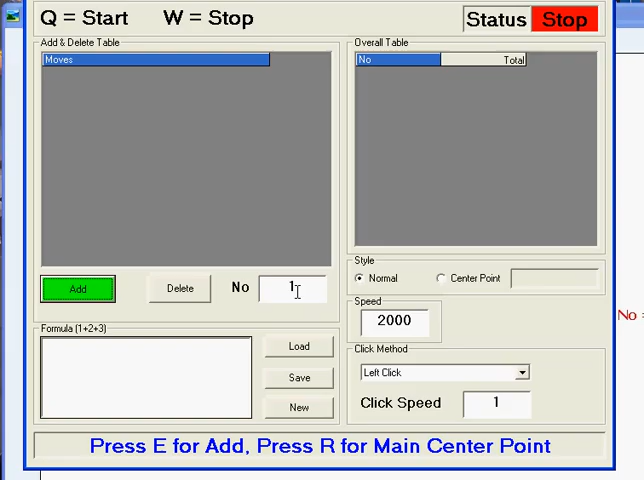 Q = Start W = Stop Status Stop
Add & Delete Table Overall Table
Moves No Total
Style
Normal Center Point
Add Delete No 1
Speed
2000
Formula (1+2+3)
Load
Click Method
Left Click
Save
Click Speed 1
New
Press E for Add, Press R for Main Center Point
No =